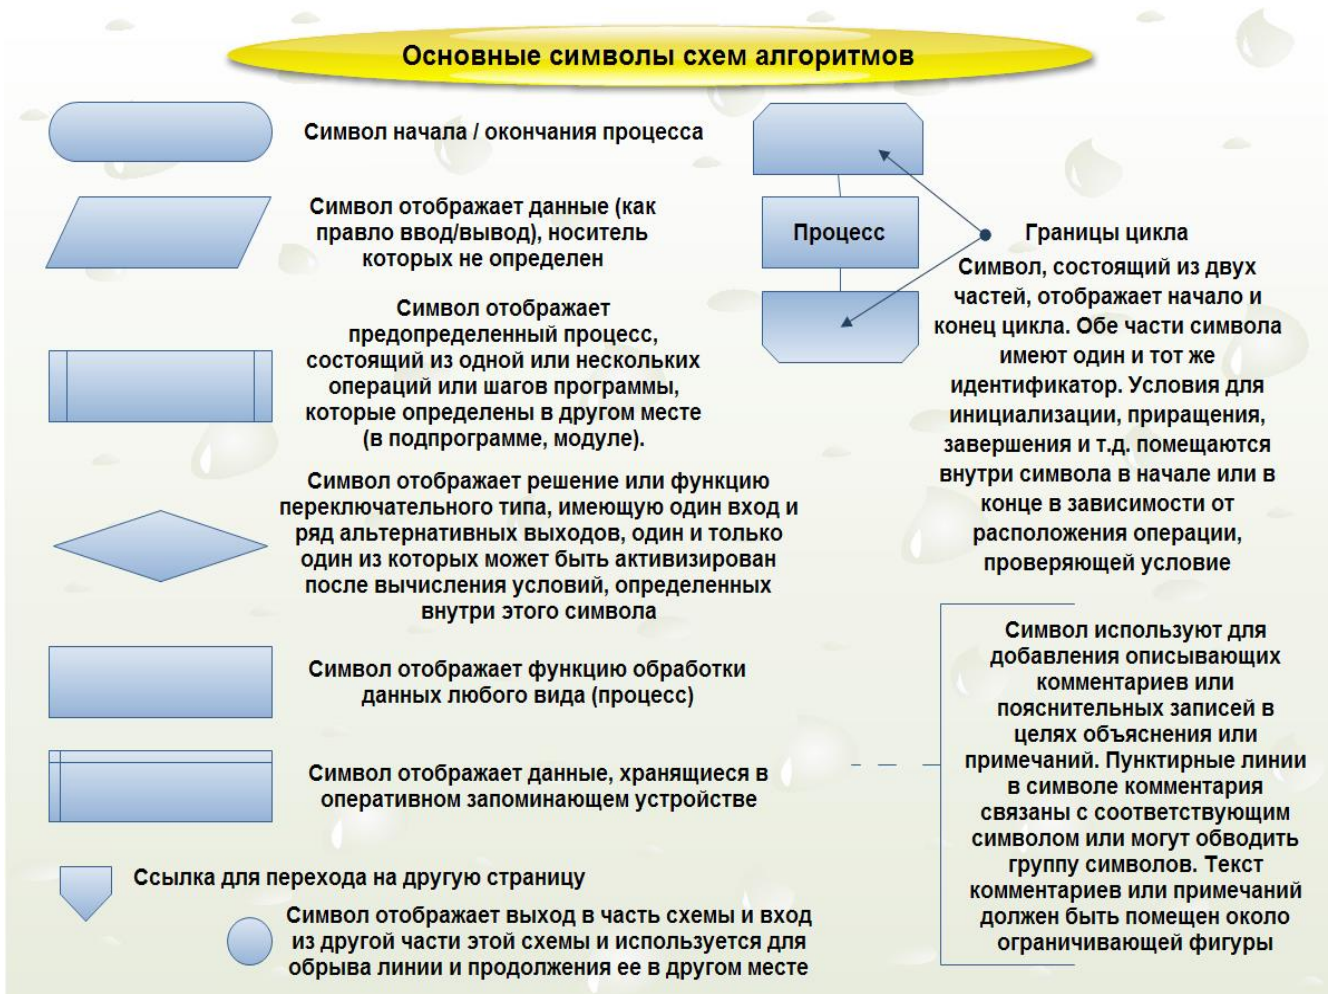 Основные символы схем алгоритмов
Символ начала / окончания процесса
Символ отображает данные (как
правло ввод/вывод), носитель
которых не определен
Символ отображает
предопределенный процесс,
состоящий из одной или нескольких
операций или шагов программы,
которые определены в другом месте
(в подпрограмме, модуле).
Символ отображает решение или функцию
переключательного типа, имеющую один вход и
ряд альтернативных выходов, один и только
один из которых может быть активизирован
после вычисления условий, определенных
внутри этого символа
Символ отображает функцию обработки
данных любого вида (процесс)
Символ отображает данные, хранящиеся в
оперативном запоминающем устройстве
Ссылка для перехода на другую страницу
Символ отображает выход в часть схемы и вход
из другой части этой схемы и используется для
обрыва линии и продолжения ее в другом месте
Процесс
Границы цикла
Символ, состоящий из двух
частей, отображает начало и
конец цикла. Обе части символа
имеют один и тот же
идентификатор. Условия для
инициализации, приращения,
завершения и т.д. помещаются
внутри символа в начале или в
конце в зависимости от
расположения операции,
проверяющей условие
Символ используют для
добавления описывающих
комментариев или
пояснительных записей в
целях объяснения или
примечаний. Пунктирные линии
в символе комментария
связаны с соответствующим
символом или могут обводить
группу символов. Текст
комментариев или примечаний
должен быть помещен около
ограничивающей фигуры